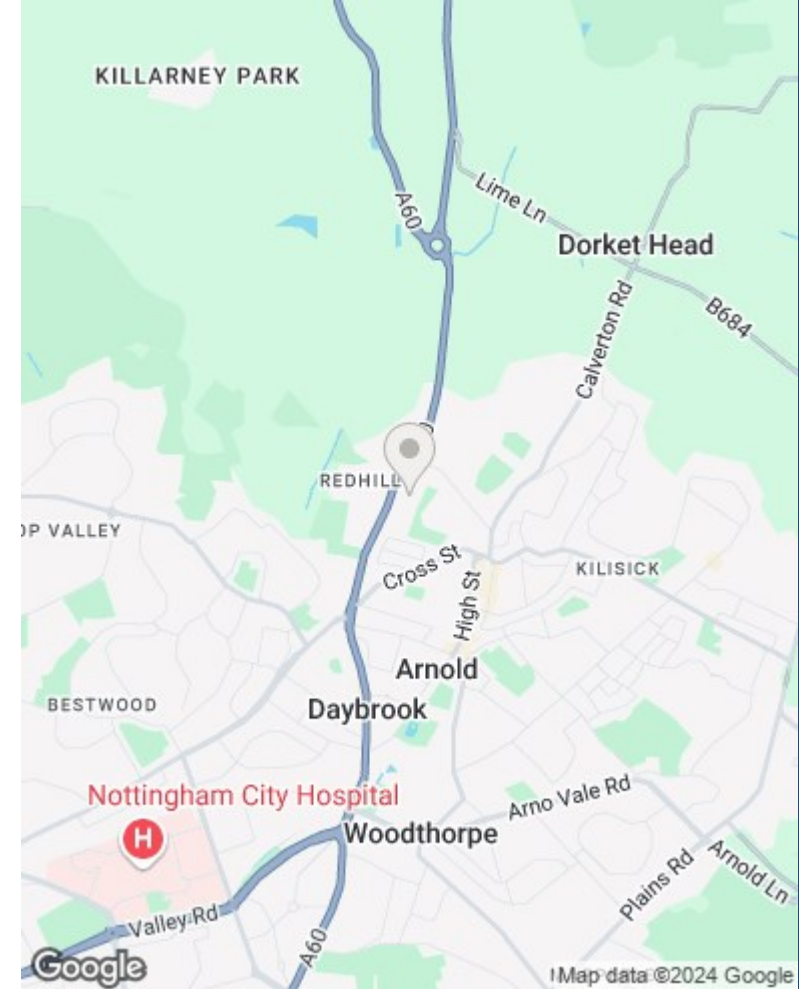 KILLARNEY PARK
Lime Ln
A60
Dorket Head
B684
Calverton Rd
REDHILL
OP VALLEY
Cross St
KILISICK
High St
Arnold
BESTWOOD
Daybrook
Nottingham City Hospital
H
Arno Vale Rd
Woodthorpe
Arnold Ln
Plains Rd
Valley Rd
A60
Google
Map data ©2024 Google